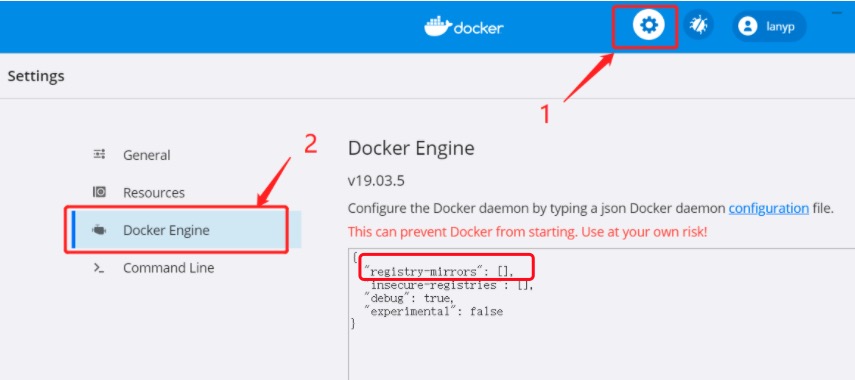 docker
lanyp
Settings
1
2
General
Resources
Docker Engine
Command Line
Docker Engine
v19.03.5
Configure the Docker daemon by typing a json Docker daemon configuration file.
This can prevent Docker from starting. Use at your own risk!
{
"registry-mirrors": [],
"insecure-registries": [],
"debug": true,
"experimental": false
}